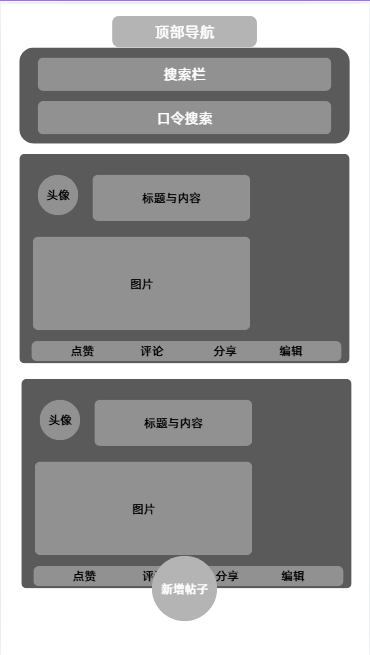 顶部导航
搜索栏
口令搜索
头像 标题与内容
图片
点赞 评论 分享 编辑
头像 标题与内容
图片
点赞 评 分享 编辑
新增帖子